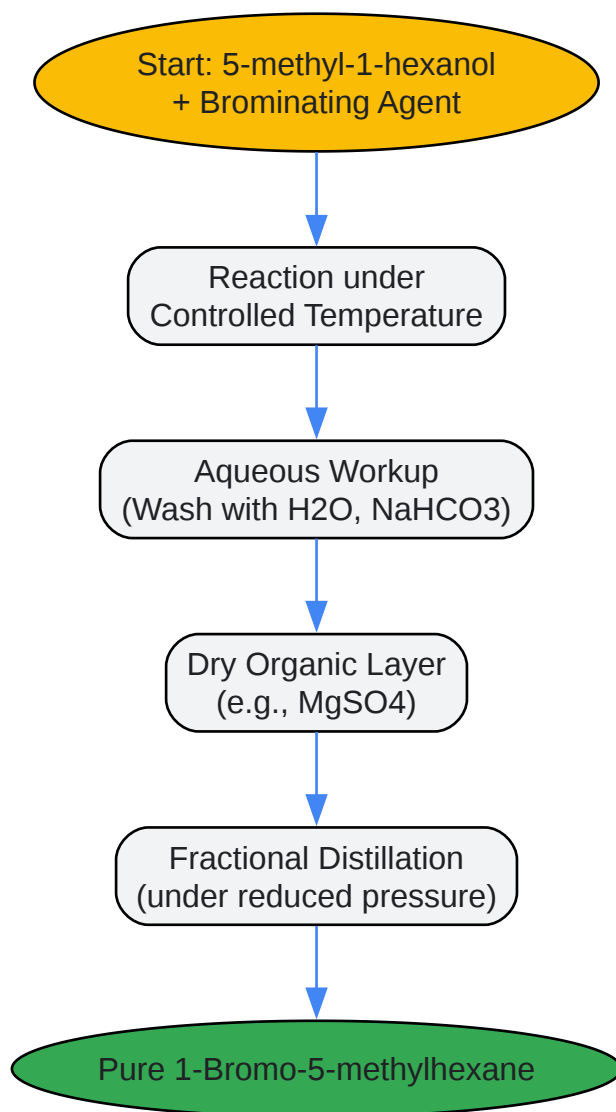 Start: 5-methyl-1-hexanol
+ Brominating Agent
Reaction under
Controlled Temperature
Aqueous Workup
(Wash with H2O, NaHCO3)
Dry Organic Layer
(e.g., MgSO4)
Fractional Distillation
(under reduced pressure)
Pure 1-Bromo-5-methylhexane